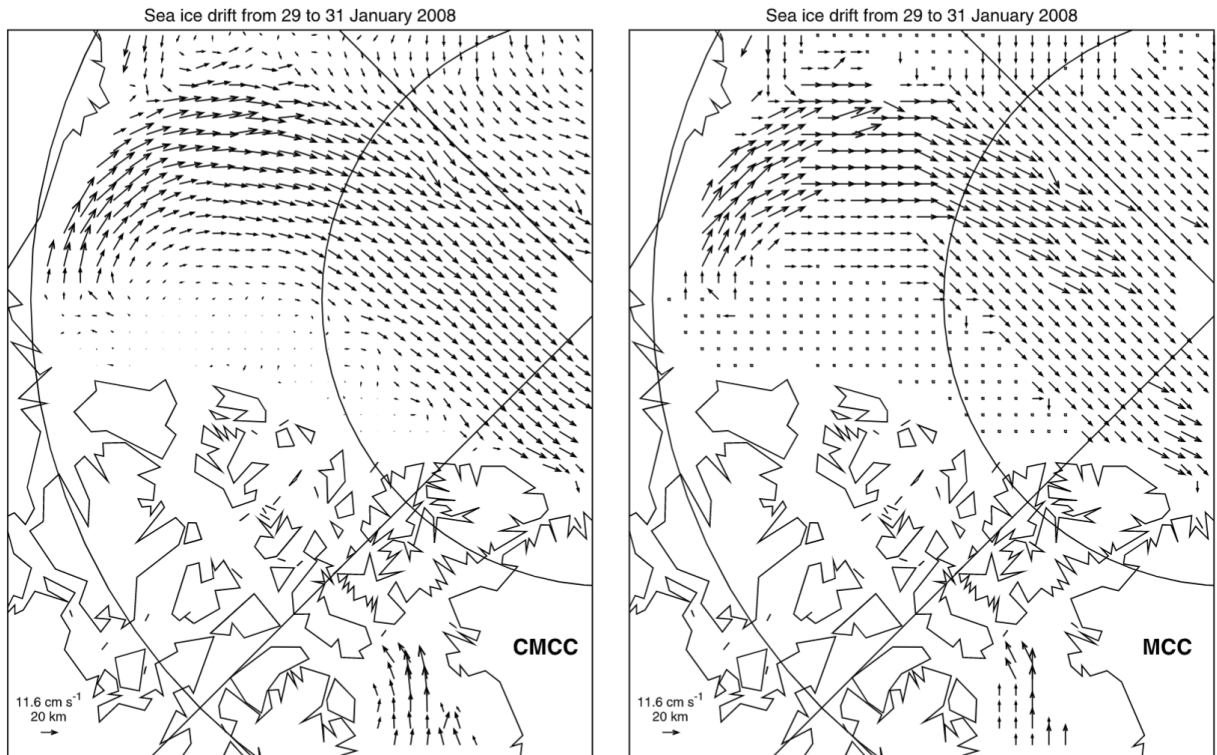 Sea ice drift from 29 to 31 January 2008
Sea ice drift from 29 to 31 January 2008
CMCC
MCC
11.6 cm s⁻¹
20 km
11.6 cm s⁻¹
20 km